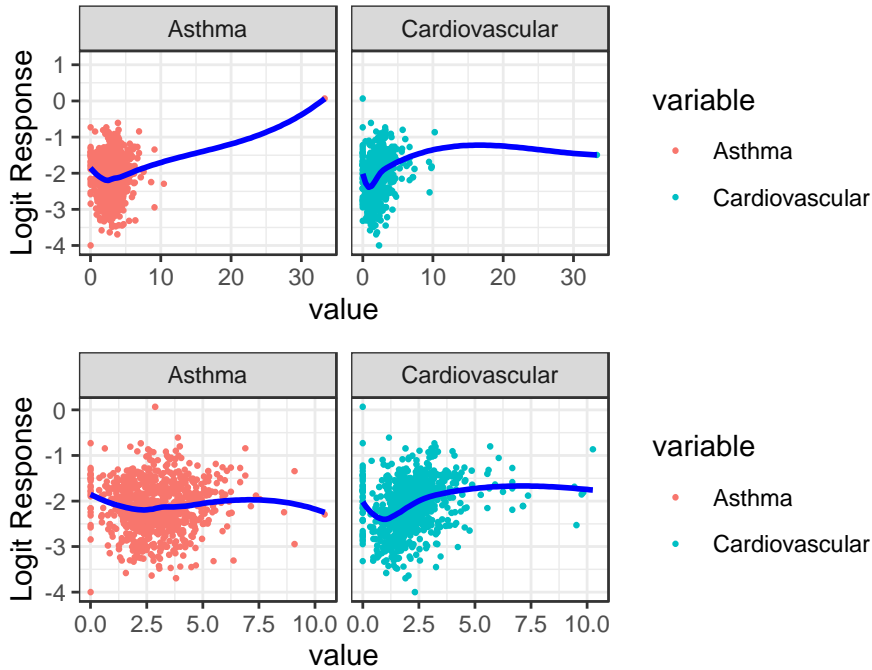 Asthma Cardiovascular
Logit Response
1
0
-1
-2
-3
-4
0 10 20 30 0 10 20 30
value
variable
Asthma
Cardiovascular
Asthma Cardiovascular
Logit Response
0
-1
-2
-3
-4
0.0 2.5 5.0 7.5 10.0 0.0 2.5 5.0 7.5 10.0
value
variable
Asthma
Cardiovascular